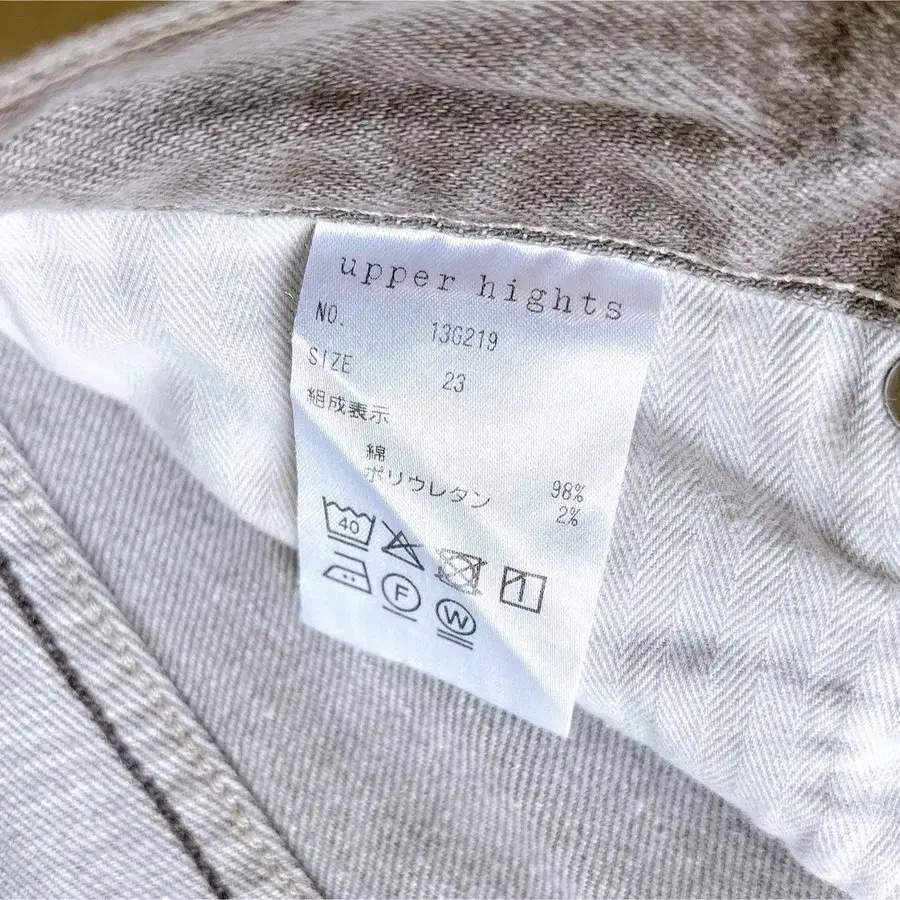 upper hights
NO. 13G219
SIZE 23
組成表示
綿 98%
ポリウレタン 2%
40
F
W